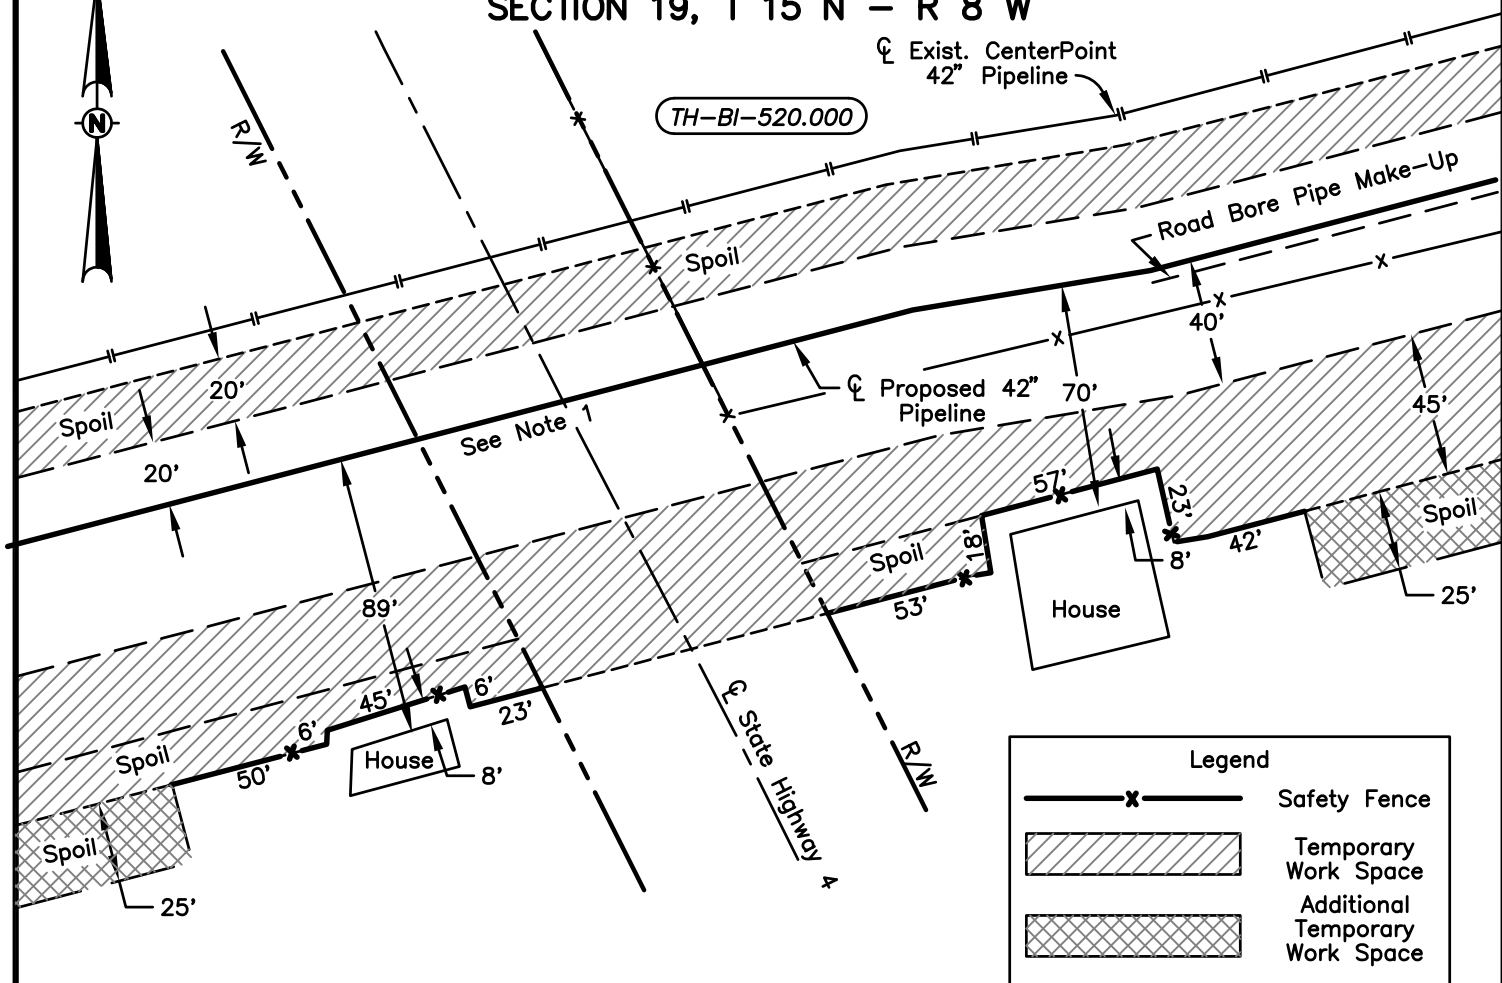 SECTION 19, T 15 N - R 8 W
℄ Exist. CenterPoint
42" Pipeline
N
R/W
TH-BI-520.000
Road Bore Pipe Make-Up
Spoil
40'
20'
Spoil
20'
See Note 1
℄ Proposed 42"
Pipeline
70'
45'
57'
23'
Spoil
18'
Spoil
42'
8'
25'
53'
House
89'
45'
6'
23'
6'
Spoil
50'
House
8'
Spoil
25'
℄ State Highway 4
R/W
Legend
Safety Fence
Temporary
Work Space
Additional
Temporary
Work Space